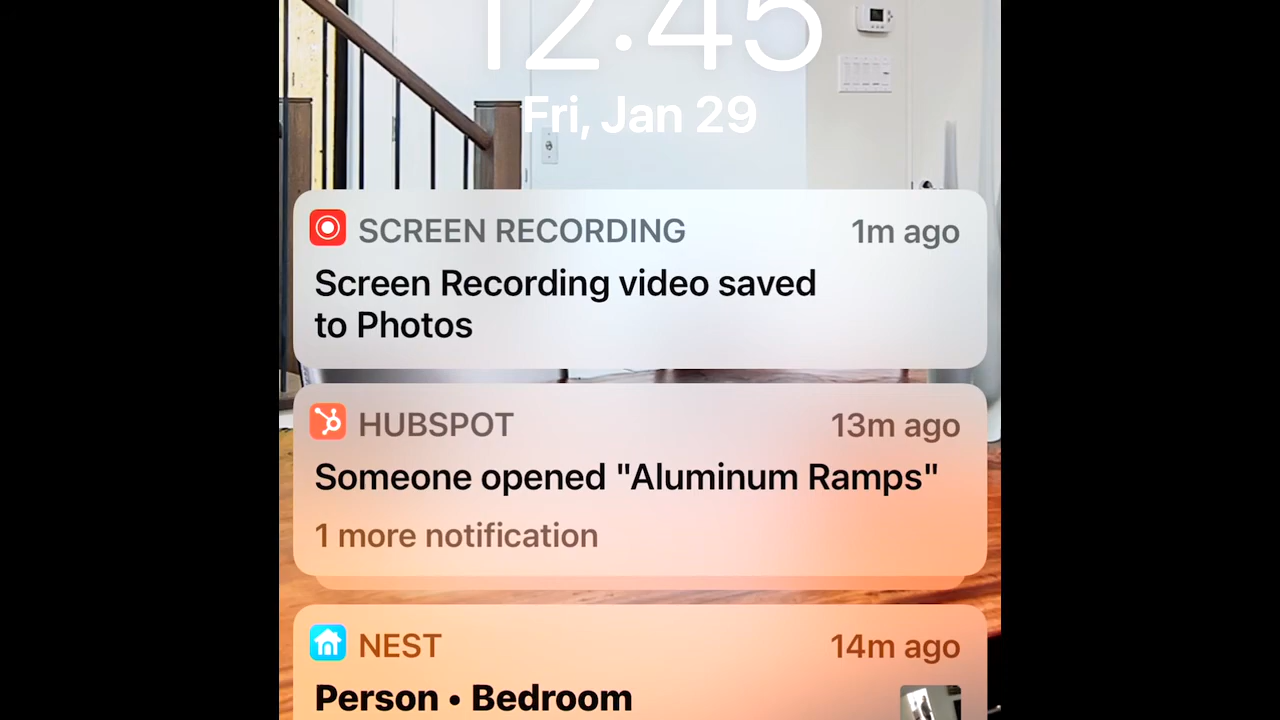 12:45
Fri, Jan 29
SCREEN RECORDING 1m ago
Screen Recording video saved
to Photos
HUBSPOT 13m ago
Someone opened "Aluminum Ramps"
1 more notification
NEST 14m ago
Person • Bedroom